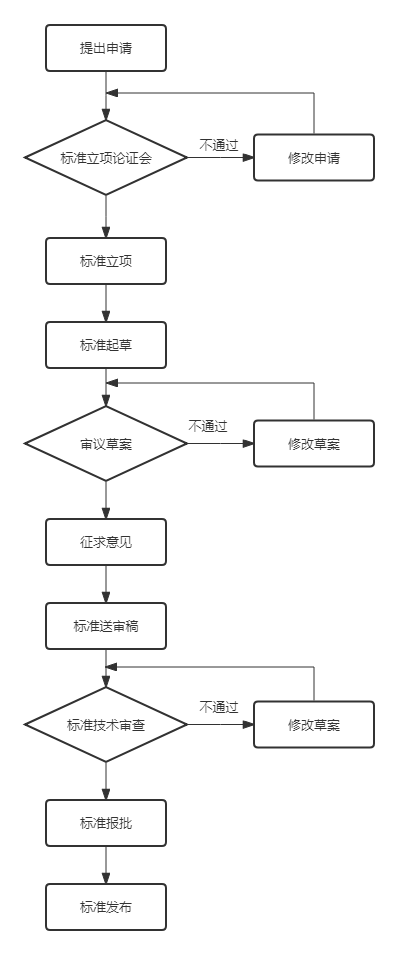 提出申请
标准立项论证会
不通过
修改申请
标准立项
标准起草
审议草案
不通过
修改草案
征求意见
标准送审稿
标准技术审查
不通过
修改草案
标准报批
标准发布